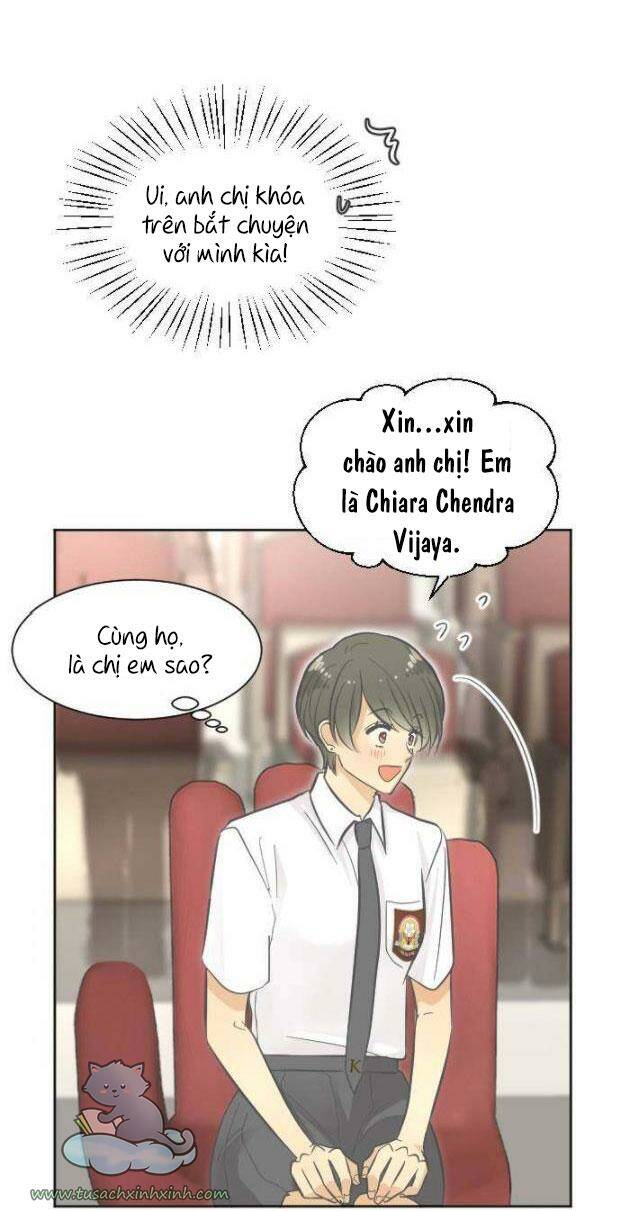 Ui, anh chị khóa
trên bắt chuyện
với mình kìa!
Xin...xin
chào anh chị! Em
là Chiara Chendra
Vijaya.
Cùng họ,
là chị em sao?
K
www.tusachxinhxinh.com